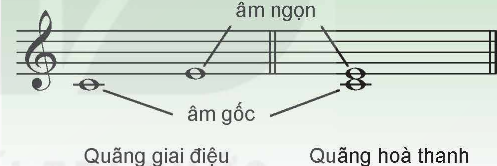 âm ngọn
âm gốc
Quãng giai điệu
Quãng hoà thanh